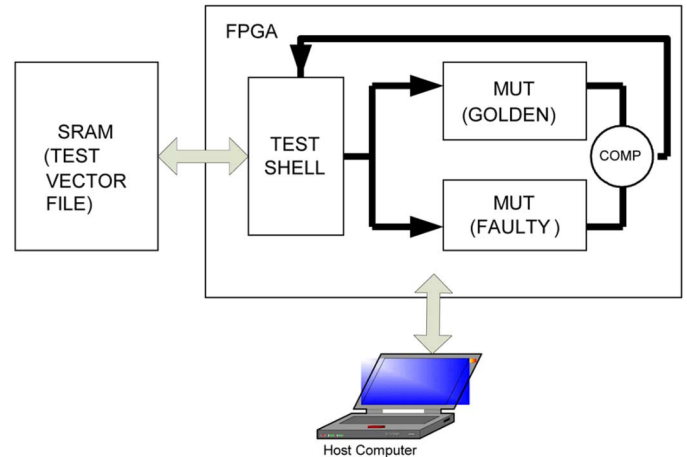 FPGA
SRAM
(TEST
VECTOR
FILE)
TEST
SHELL
MUT
(GOLDEN)
COMP
MUT
(FAULTY )
Host Computer